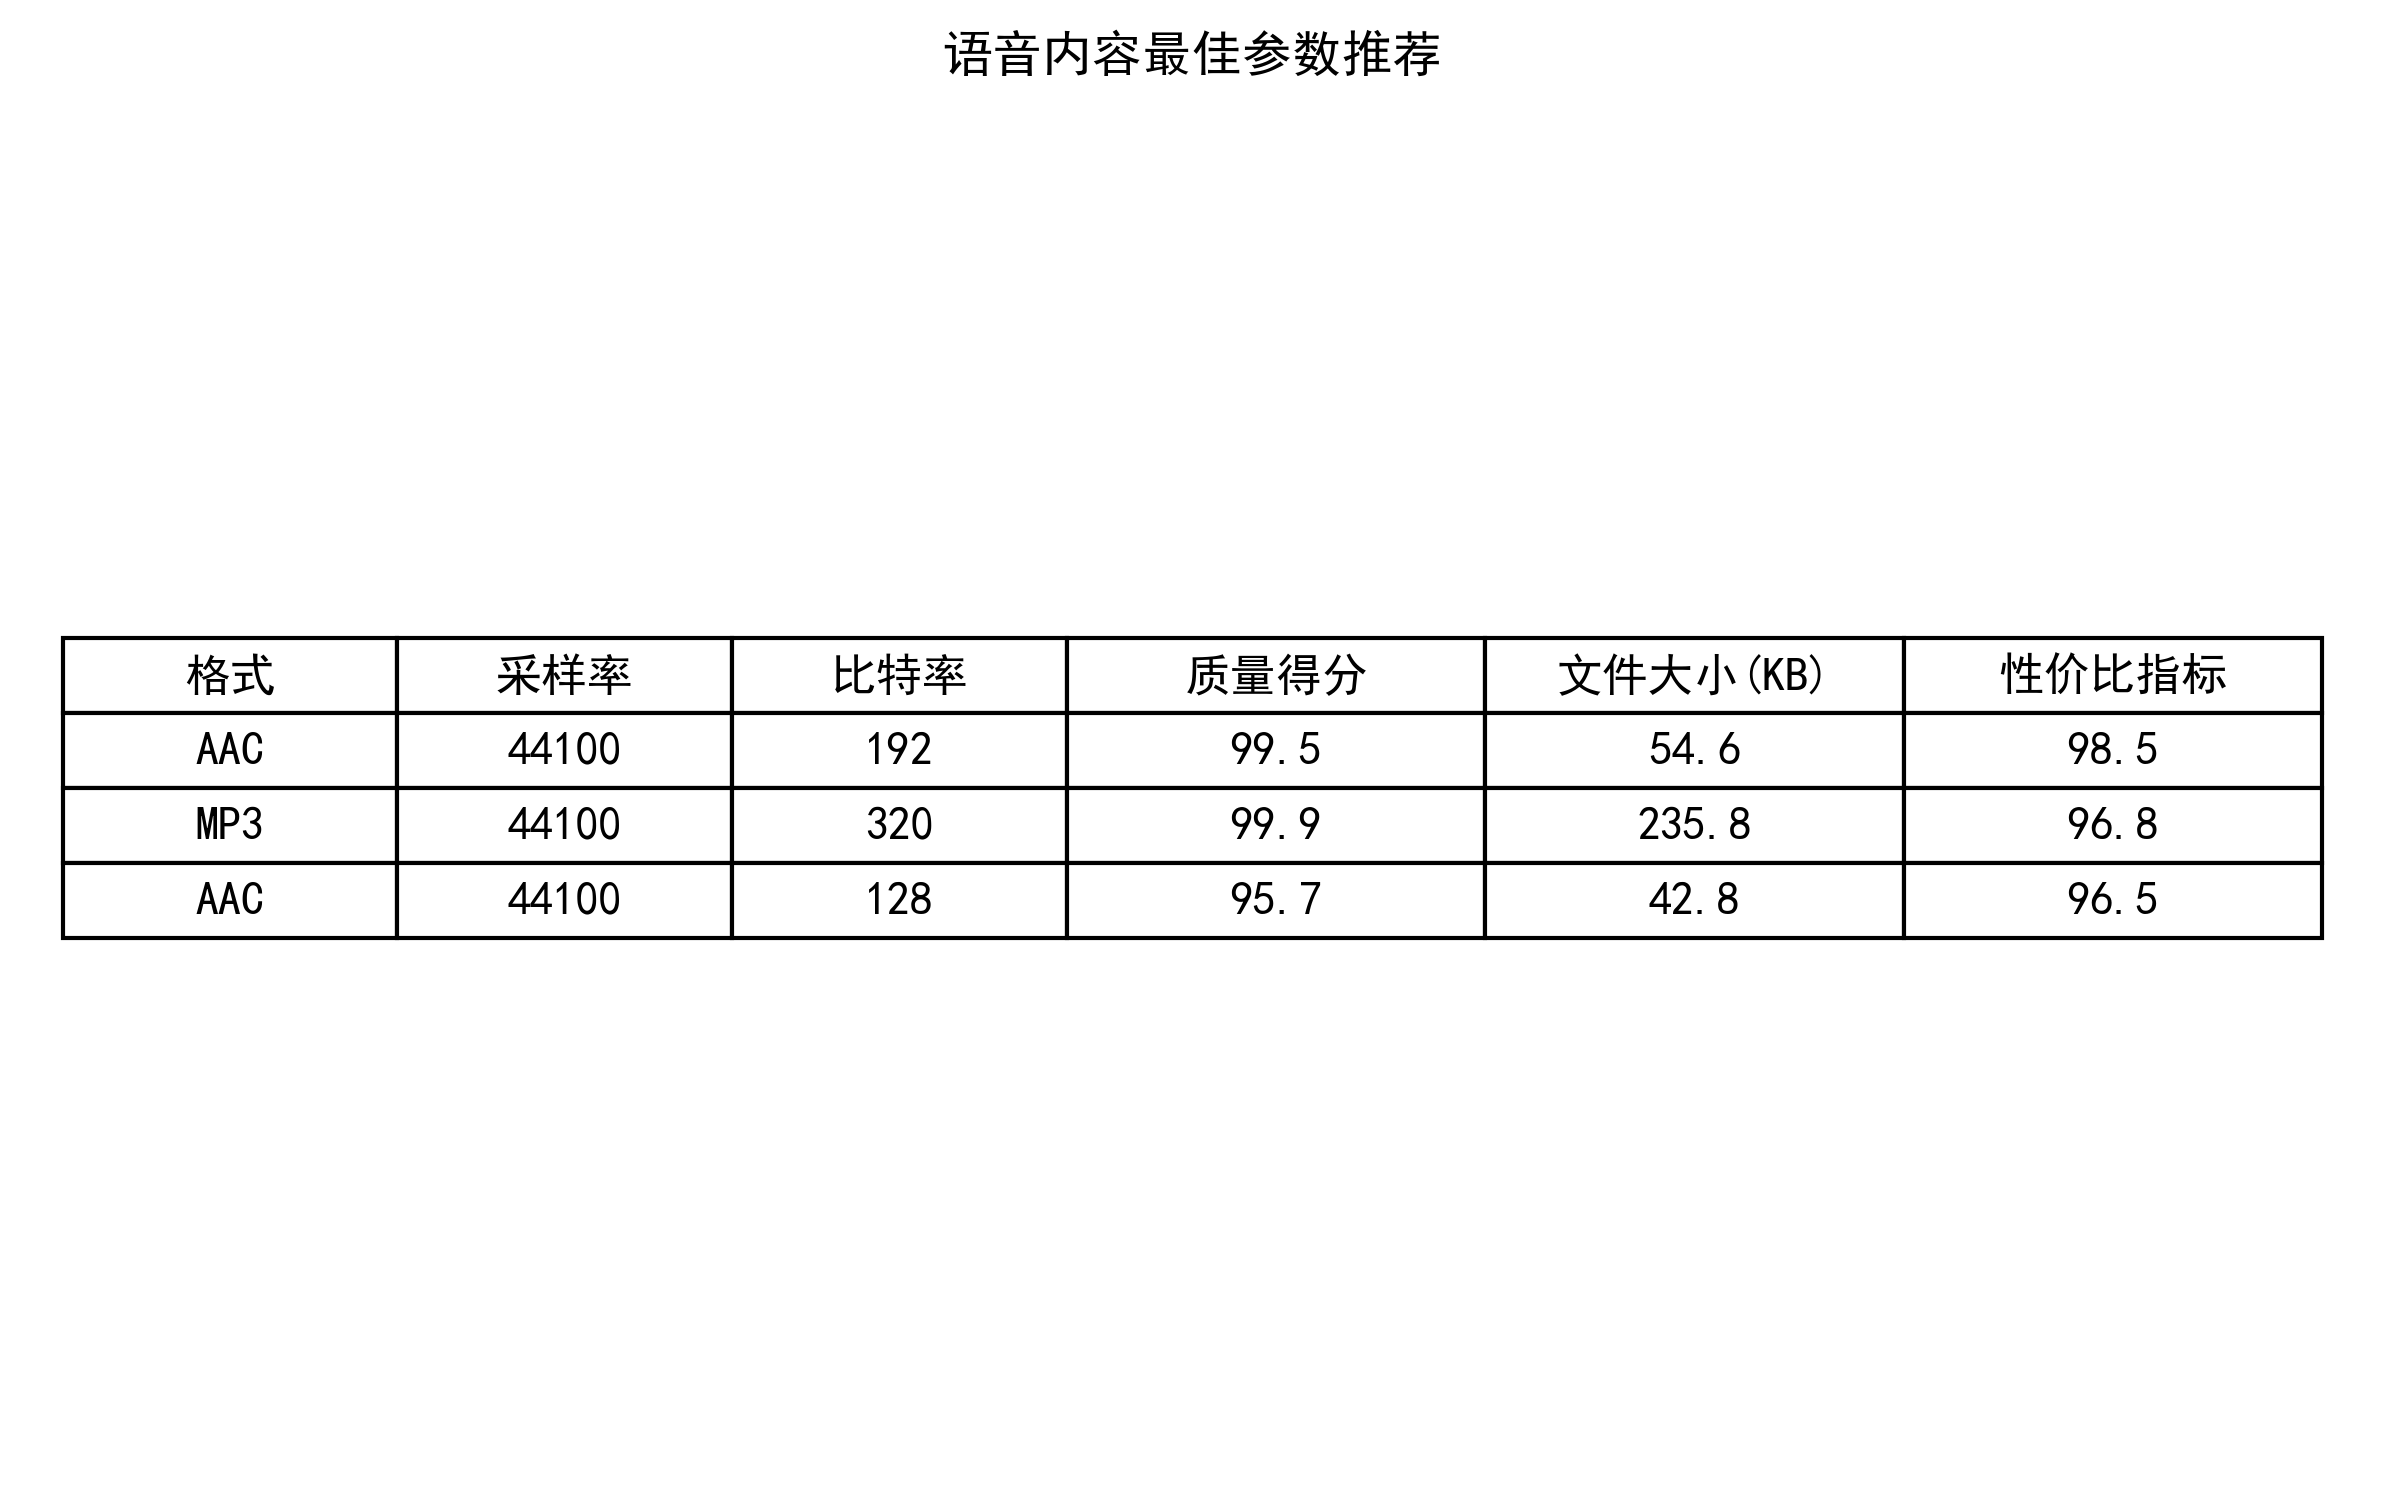 语音内容最佳参数推荐
格式 采样率 比特率 质量得分 文件大小(KB) 性价比指标
AAC 44100 192 99.5 54.6 98.5
MP3 44100 320 99.9 235.8 96.8
AAC 44100 128 95.7 42.8 96.5